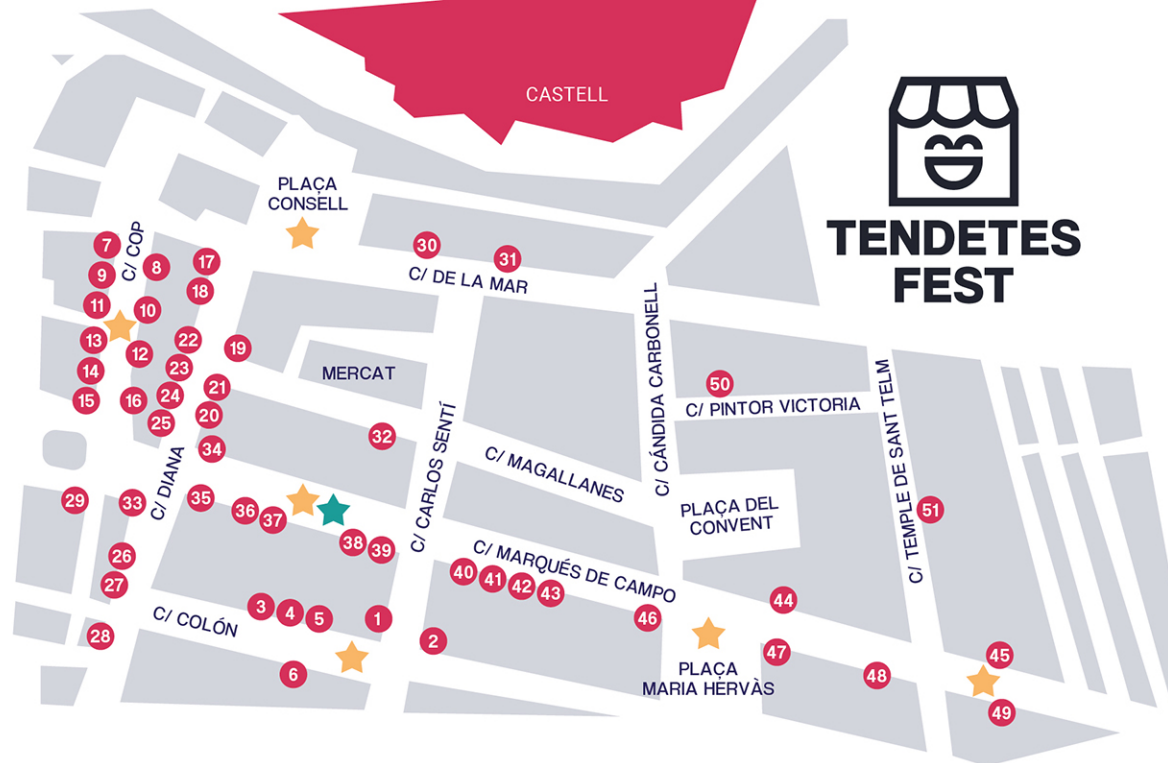 CASTELL
TENDETES
FEST
PLAÇA
CONSELL
C/ COP
7
8
9
10
11
12
13
14
15
16
17
18
19
20
21
22
23
24
25
30
31
C/ DE LA MAR
MERCAT
32
C/ CARLOS SENTÍ
C/ MAGALLANES
C/ CÁNDIDA CARBONELL
50
C/ PINTOR VICTORIA
C/ TEMPLE DE SANT TELM
51
PLAÇA DEL
CONVENT
C/ DIANA
34
29
33
35
36
37
38
39
26
27
28
C/ COLÓN
3
4
5
1
6
2
C/ MARQUÉS DE CAMPO
40
41
42
43
46
44
47
48
45
49
PLAÇA
MARIA HERVÀS